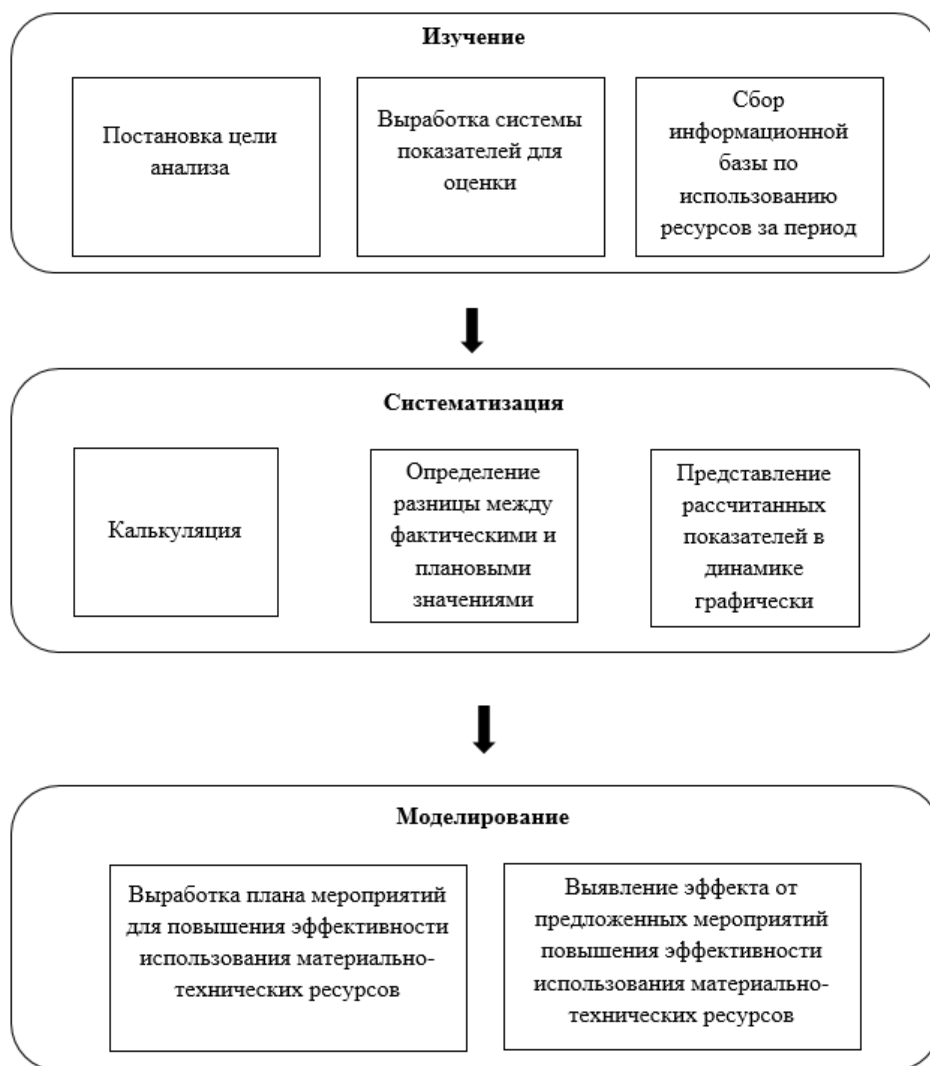 Изучение
Постановка цели
анализа
Выработка системы
показателей для
оценки
Сбор
информационной
базы по
использованию
ресурсов за период
Систематизация
Калькуляция
Определение
разницы между
фактическими и
плановыми
значениями
Представление
рассчитанных
показателей в
динамике
графически
Моделирование
Выработка плана мероприятий
для повышения эффективности
использования материально-
технических ресурсов
Выявление эффекта от
предложенных мероприятий
повышения эффективности
использования материально-
технических ресурсов